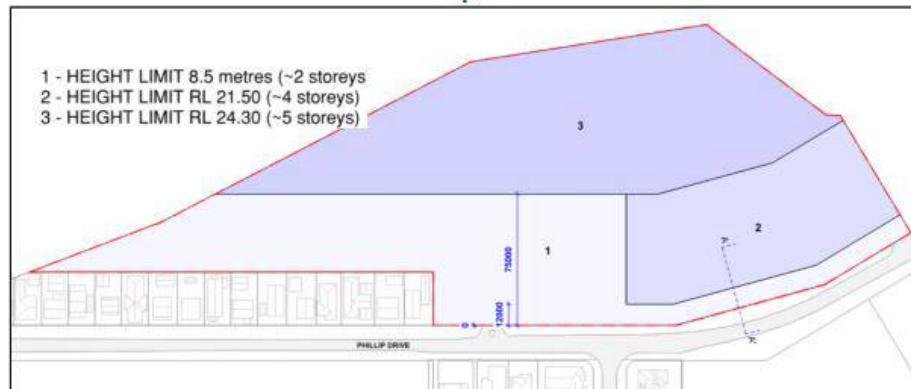 1 - HEIGHT LIMIT 8.5 metres (~2 storeys
2 - HEIGHT LIMIT RL 21.50 (~4 storeys)
3 - HEIGHT LIMIT RL 24.30 (~5 storeys)
3
2
1
75000
12000
0
A'
A'
PHILLIP DRIVE